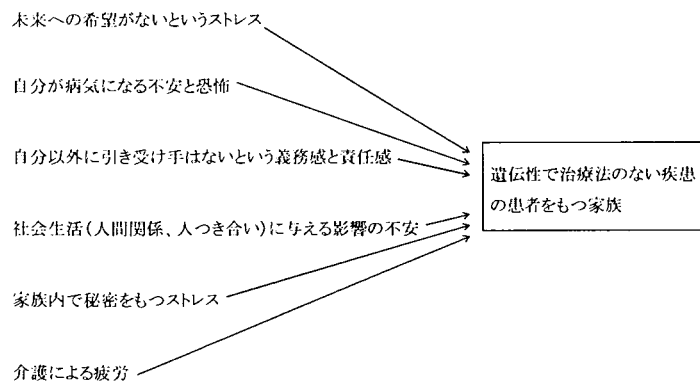 未来への希望がないというストレス
自分が病気になる不安と恐怖
自分以外に引き受け手はないという義務感と責任感
社会生活（人間関係、人つき合い）に与える影響の不安
家族内で秘密をもつストレス
介護による疲労
遺伝性で治療法のない疾患
の患者をもつ家族